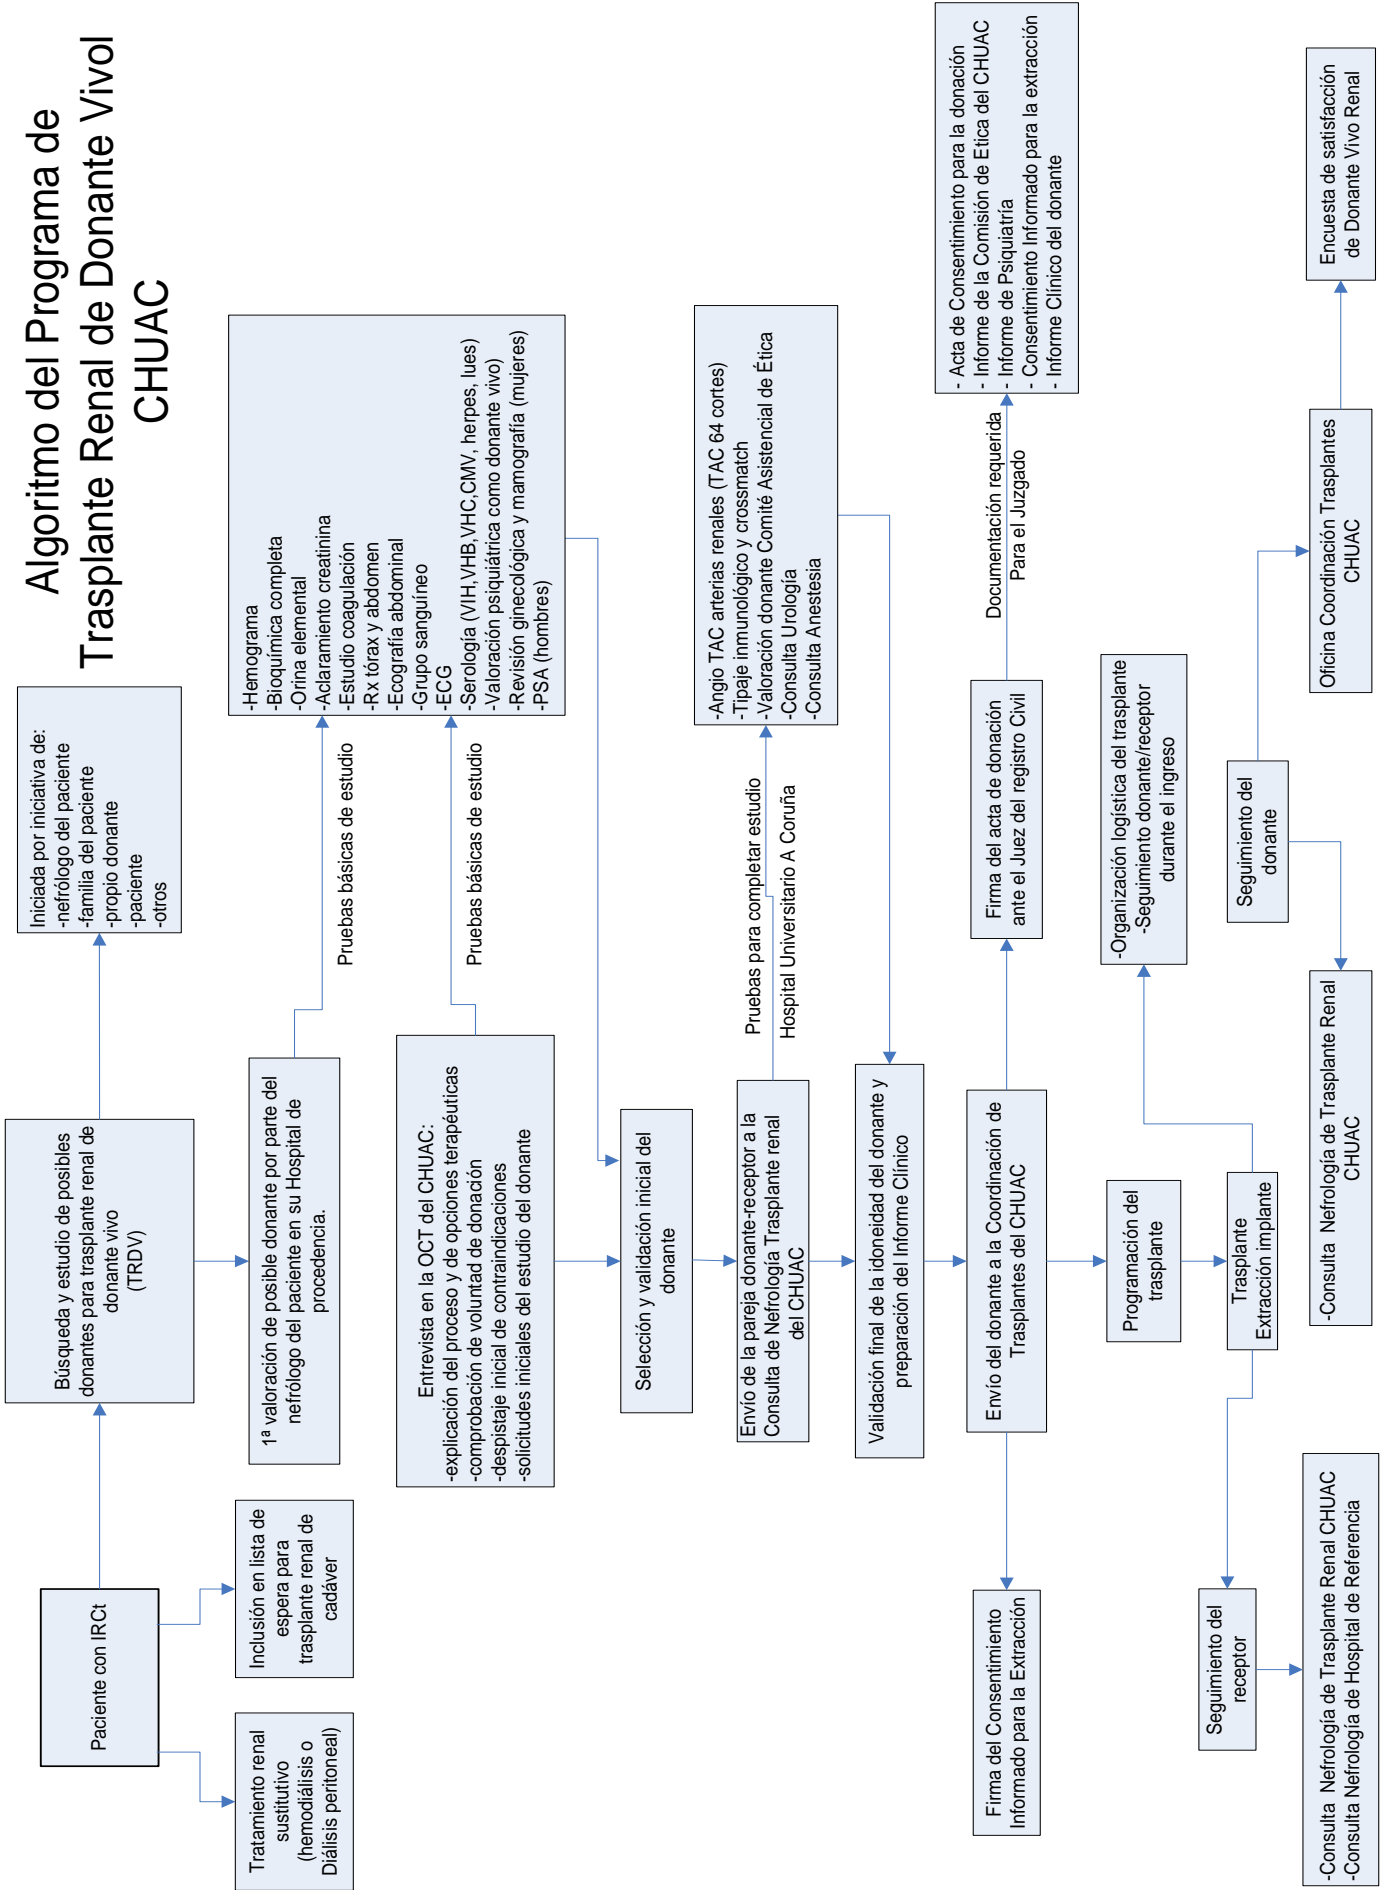 Algoritmo del Programa de
Trasplante Renal de Donante Vivol
CHUAC
Paciente con IRCt
Tratamiento renal
sustitutivo
(hemodiálisis o
Diálisis peritoneal)
Inclusión en lista de
espera para
trasplante renal de
cadáver
Búsqueda y estudio de posibles
donantes para trasplante renal de
donante vivo
(TRDV)
Iniciada por iniciativa de:
-nefrólogo del paciente
-familia del paciente
-propio donante
-paciente
-otros
1ª valoración de posible donante por parte del
nefrólogo del paciente en su Hospital de
procedencia.
Pruebas básicas de estudio
-Hemograma
-Bioquímica completa
-Orina elemental
-Aclaramiento creatinina
-Estudio coagulación
-Rx tórax y abdomen
-Ecografía abdominal
-Grupo sanguíneo
-ECG
-Serología (VIH,VHB,VHC,CMV, herpes, lues)
-Valoración psiquiátrica como donante vivo)
-Revisión ginecológica y mamografía (mujeres)
-PSA (hombres)
Entrevista en la OCT del CHUAC:
-explicación del proceso y de opciones terapéuticas
-comprobación de voluntad de donación
-despistaje inicial de contraindicaciones
-solicitudes iniciales del estudio del donante
Pruebas básicas de estudio
Selección y validación inicial del
donante
Envío de la pareja donante-receptor a la
Consulta de Nefrología Trasplante renal
del CHUAC
Pruebas para completar estudio
Hospital Universitario A Coruña
-Angio TAC arterias renales (TAC 64 cortes)
-Tipaje inmunológico y crossmatch
-Valoración donante Comité Asistencial de Ética
-Consulta Urología
-Consulta Anestesia
Validación final de la idoneidad del donante y
preparación del Informe Clínico
Envío del donante a la Coordinación de
Trasplantes del CHUAC
Firma del Consentimiento
Informado para la Extracción
Firma del acta de donación
ante el Juez del registro Civil
Documentación requerida
Para el Juzgado
- Acta de Consentimiento para la donación
- Informe de la Comisión de Etica del CHUAC
- Informe de Psiquiatría
- Consentimiento Informado para la extracción
- Informe Clínico del donante
Programación del
trasplante
Trasplante
Extracción implante
-Organización logística del trasplante
-Seguimiento donante/receptor
durante el ingreso
Seguimiento del
receptor
-Consulta Nefrología de Trasplante Renal CHUAC
-Consulta Nefrología de Hospital de Referencia
Seguimiento del
donante
-Consulta Nefrología de Trasplante Renal
CHUAC
Oficina Coordinación Trasplantes
CHUAC
Encuesta de satisfacción
de Donante Vivo Renal